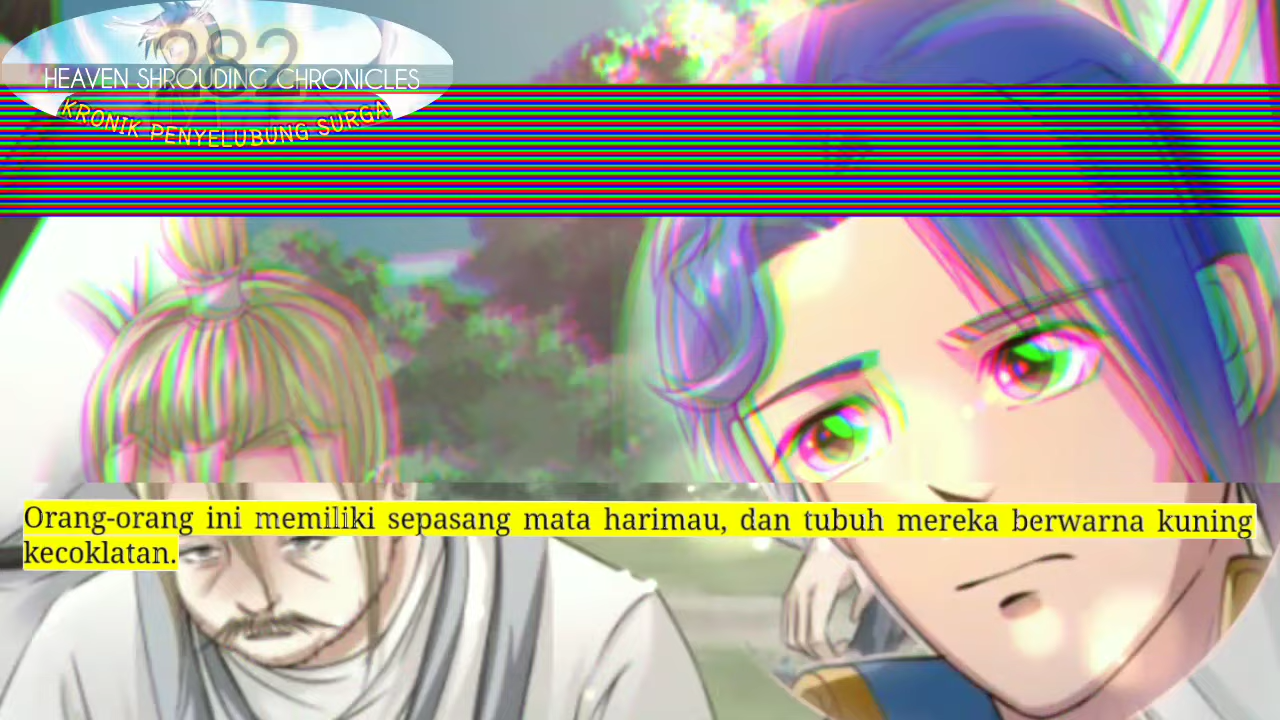 282
HEAVEN SHROUDING CHRONICLES
KRONIK PENYELUBUNG SURGA
Orang-orang ini memiliki sepasang mata harimau, dan tubuh mereka berwarna kuning
kecoklatan.